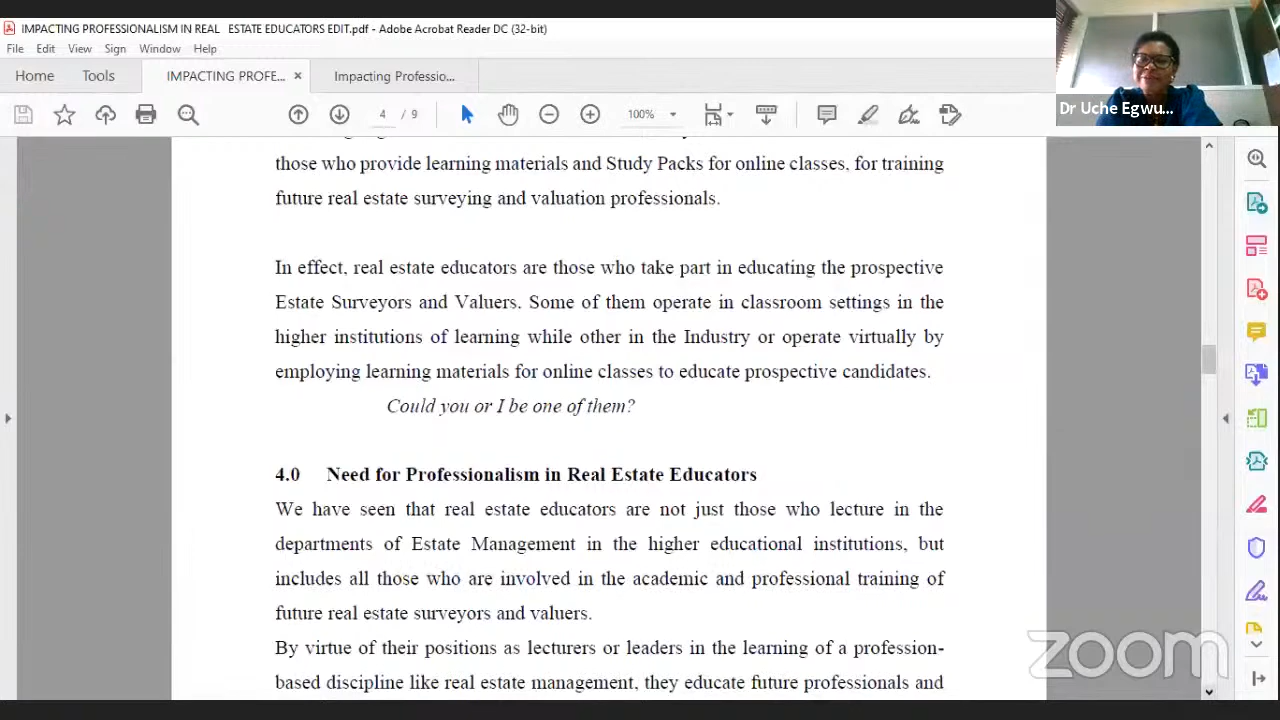 IMPACTING PROFESSIONALISM IN REAL ESTATE EDUCATORS EDIT.pdf - Adobe Acrobat Reader DC (32-bit)
File Edit View Sign Window Help
Home Tools IMPACTING PROFE... × Impacting Professio...
4 / 9 100%
Dr Uche Egwu...
those who provide learning materials and Study Packs for online classes, for training
future real estate surveying and valuation professionals.
In effect, real estate educators are those who take part in educating the prospective
Estate Surveyors and Valuers. Some of them operate in classroom settings in the
higher institutions of learning while other in the Industry or operate virtually by
employing learning materials for online classes to educate prospective candidates.
Could you or I be one of them?
4.0 Need for Professionalism in Real Estate Educators
We have seen that real estate educators are not just those who lecture in the
departments of Estate Management in the higher educational institutions, but
includes all those who are involved in the academic and professional training of
future real estate surveyors and valuers.
By virtue of their positions as lecturers or leaders in the learning of a profession-
based discipline like real estate management, they educate future professionals and
zoom